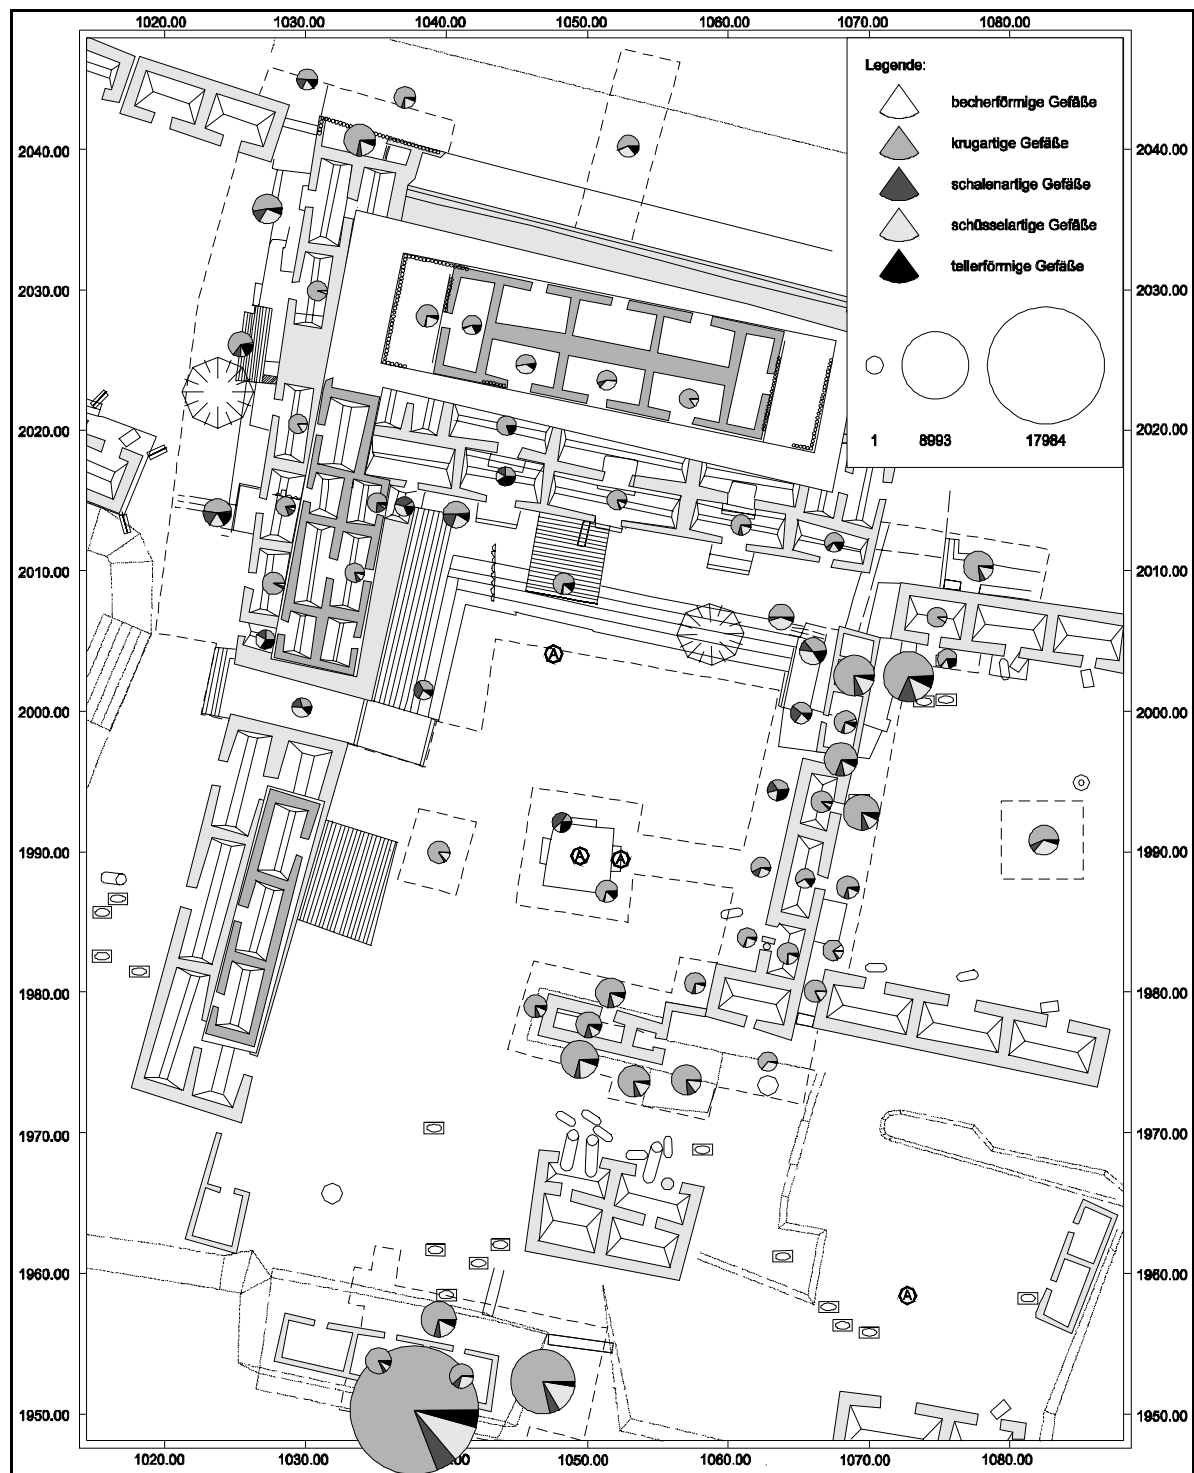 1020.00 1030.00 1040.00 1050.00 1060.00 1070.00 1080.00
Legende:
becherförmige Gefäße
krugartige Gefäße
schalenartige Gefäße
schüsselartige Gefäße
tellerförmige Gefäße
1 8993 17984
2040.00 2040.00
2030.00 2030.00
2020.00 2020.00
2010.00 2010.00
2000.00 2000.00
A
1990.00 1990.00
A A
1980.00 1980.00
1970.00 1970.00
1960.00 1960.00
A
1950.00 1950.00
1020.00 1030.00 1040.00 1050.00 1060.00 1070.00 1080.00